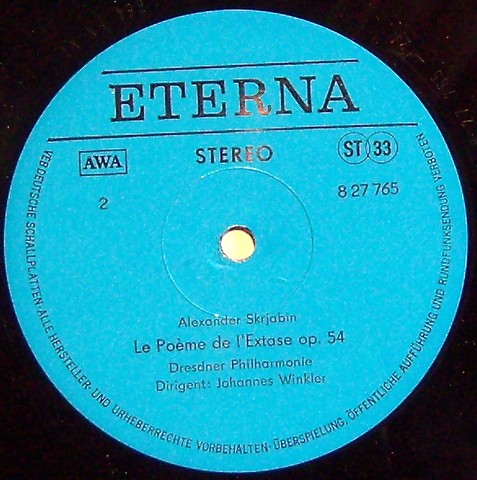 ETERNA
AWA
STEREO
ST 33
2
8 27 765
Alexander Skrjabin
Le Poème de l'Extase op. 54
Dresdner Philharmonie
Dirigent: Johannes Winkler
VEB DEUTSCHE SCHALLPLATTEN · ALLE HERSTELLER- UND URHEBERRECHTE VORBEHALTEN - ÜBERSPIELUNG, ÖFFENTLICHE AUFFÜHRUNG UND RUNDFUNKSENDUNG VERBOTEN